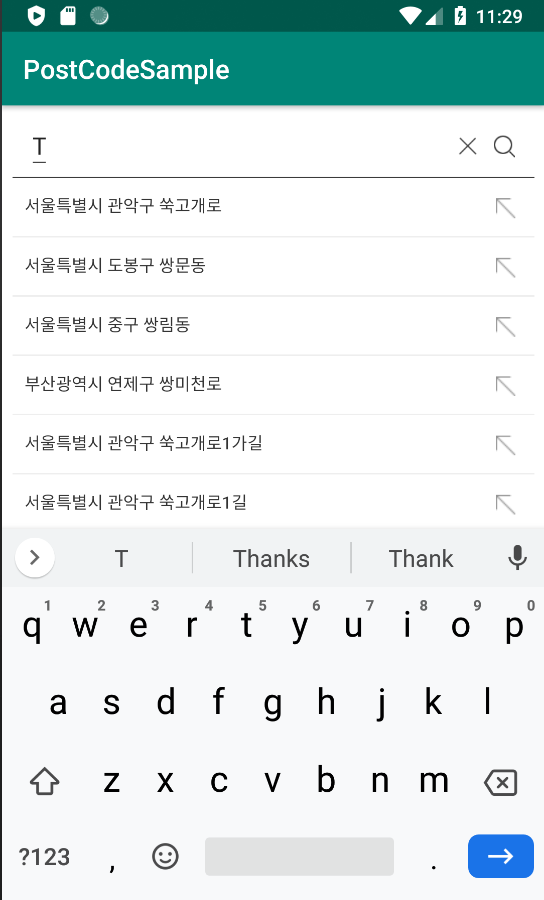 11:29
PostCodeSample
T
서울특별시 관악구 쑥고개로
서울특별시 도봉구 쌍문동
서울특별시 중구 쌍림동
부산광역시 연제구 쌍미천로
서울특별시 관악구 쑥고개로1가길
서울특별시 관악구 쑥고개로1길
T Thanks Thank
1 2 3 4 5 6 7 8 9 0
q w e r t y u i o p
a s d f g h j k l
z x c v b n m
?123 , .